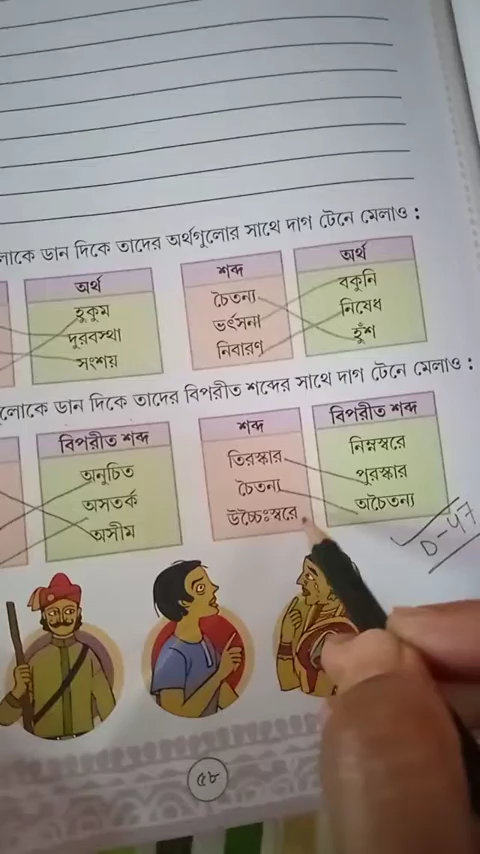 লোকে ডান দিকে তাদের অর্থগুলোর সাথে দাগ টেনে মেলাও :
অর্থ
হুকুম
দুরবস্থা
সংশয়
শব্দ
চৈতন্য
ভর্ৎসনা
নিবারণ
অর্থ
বকুনি
নিষেধ
হুঁশ
লোকে ডান দিকে তাদের বিপরীত শব্দের সাথে দাগ টেনে মেলাও :
বিপরীত শব্দ
অনুচিত
অসতর্ক
অসীম
শব্দ
তিরস্কার
চৈতন্য
উচ্চৈঃস্বরে
বিপরীত শব্দ
নিম্নস্বরে
পুরস্কার
অচৈতন্য
D-47
৫৮